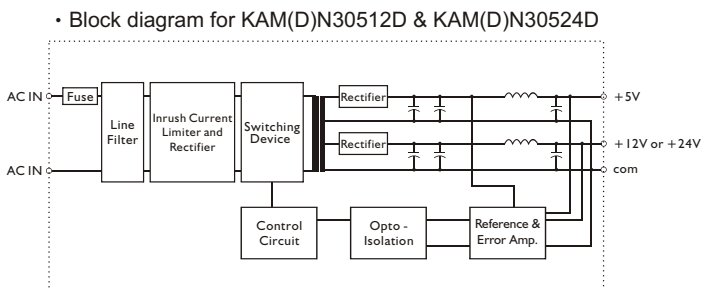 • Block diagram for KAM(D)N30512D & KAM(D)N30524D
AC IN
Fuse
Line
Filter
Inrush Current
Limiter and
Rectifier
Switching
Device
Rectifier
+5V
Rectifier
+12V or +24V
AC IN
com
Control
Circuit
Opto -
Isolation
Reference &
Error Amp.